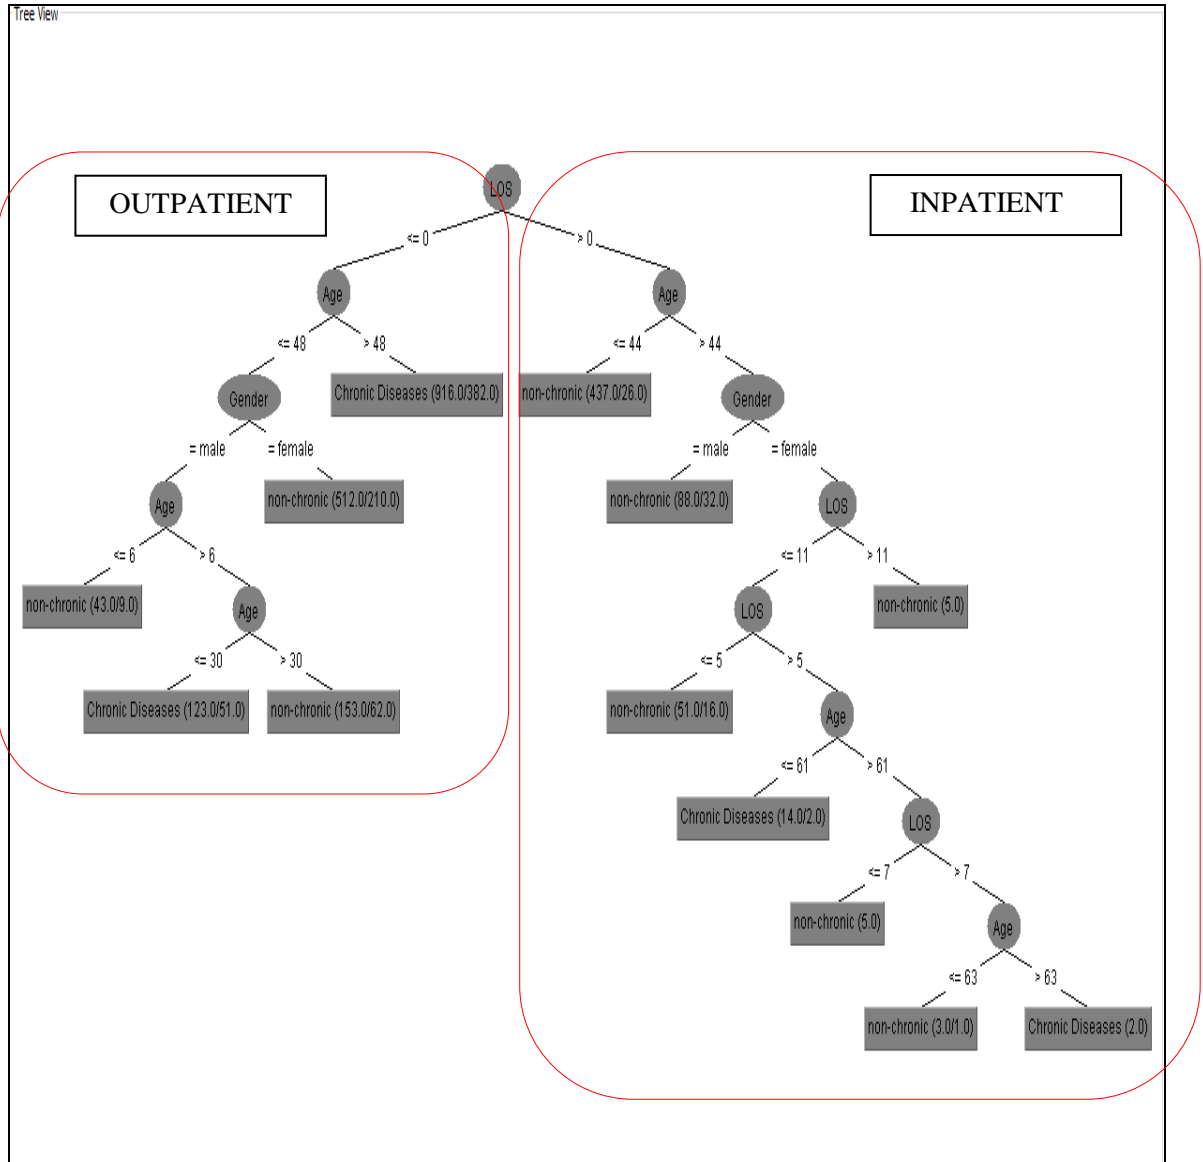 Tree View
OUTPATIENT
INPATIENT
LOS
<= 0
> 0
Age
Age
<= 48
> 48
<= 44
> 44
Gender
Chronic Diseases (916.0/382.0)
non-chronic (437.0/26.0)
Gender
= male
= female
= male
= female
Age
non-chronic (512.0/210.0)
non-chronic (88.0/32.0)
LOS
<= 6
> 6
<= 11
> 11
non-chronic (43.0/9.0)
Age
LOS
non-chronic (5.0)
<= 30
> 30
<= 5
> 5
Chronic Diseases (123.0/51.0)
non-chronic (153.0/62.0)
non-chronic (51.0/16.0)
Age
<= 61
> 61
Chronic Diseases (14.0/2.0)
LOS
<= 7
> 7
non-chronic (5.0)
Age
<= 63
> 63
non-chronic (3.0/1.0)
Chronic Diseases (2.0)